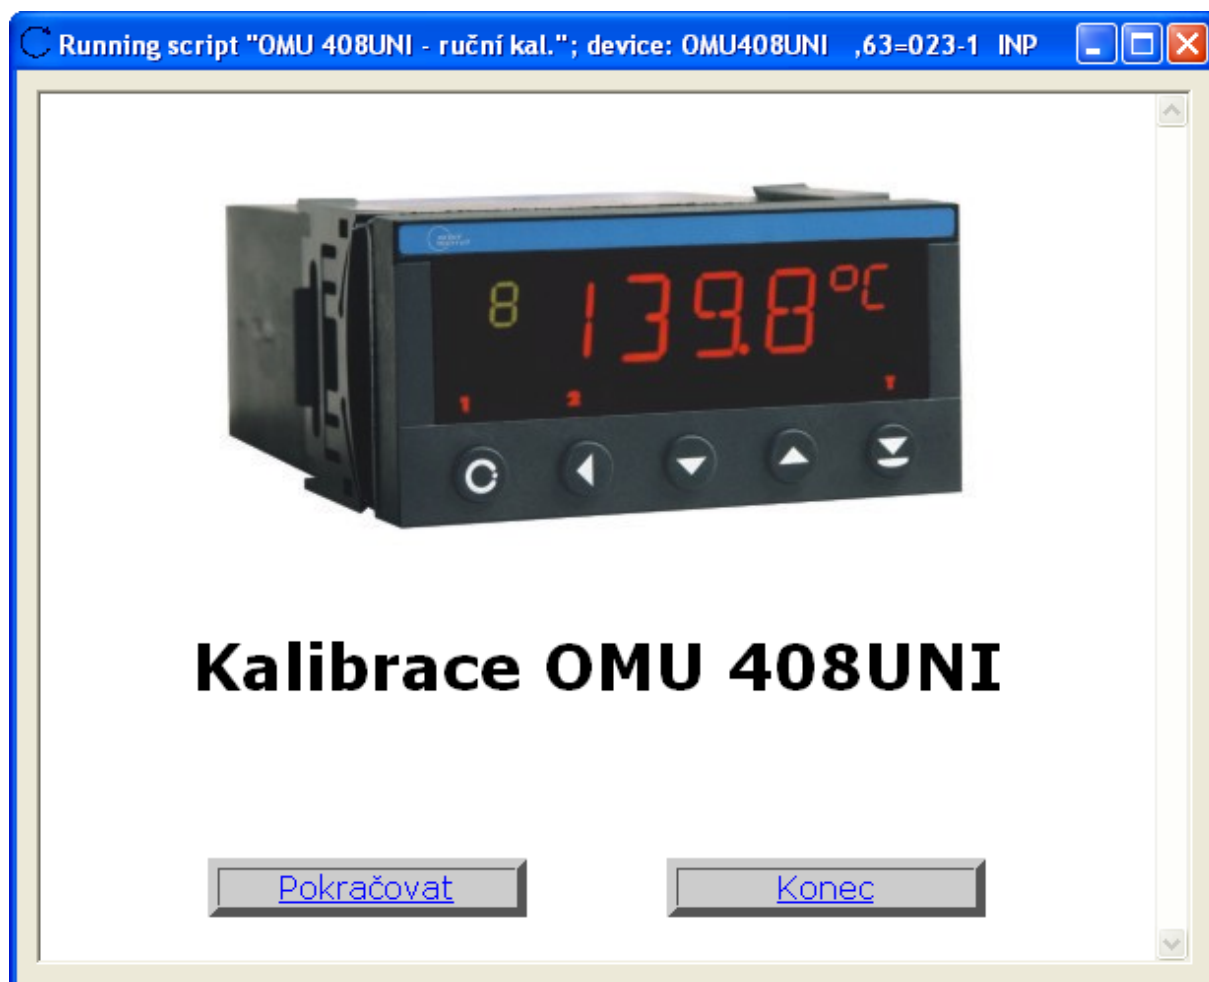 Running script "OMU 408UNI - ruční kal."; device: OMU408UNI   ,63=023-1  INP
8 139.8°C
1 2 T
Kalibrace OMU 408UNI
Pokračovat Konec